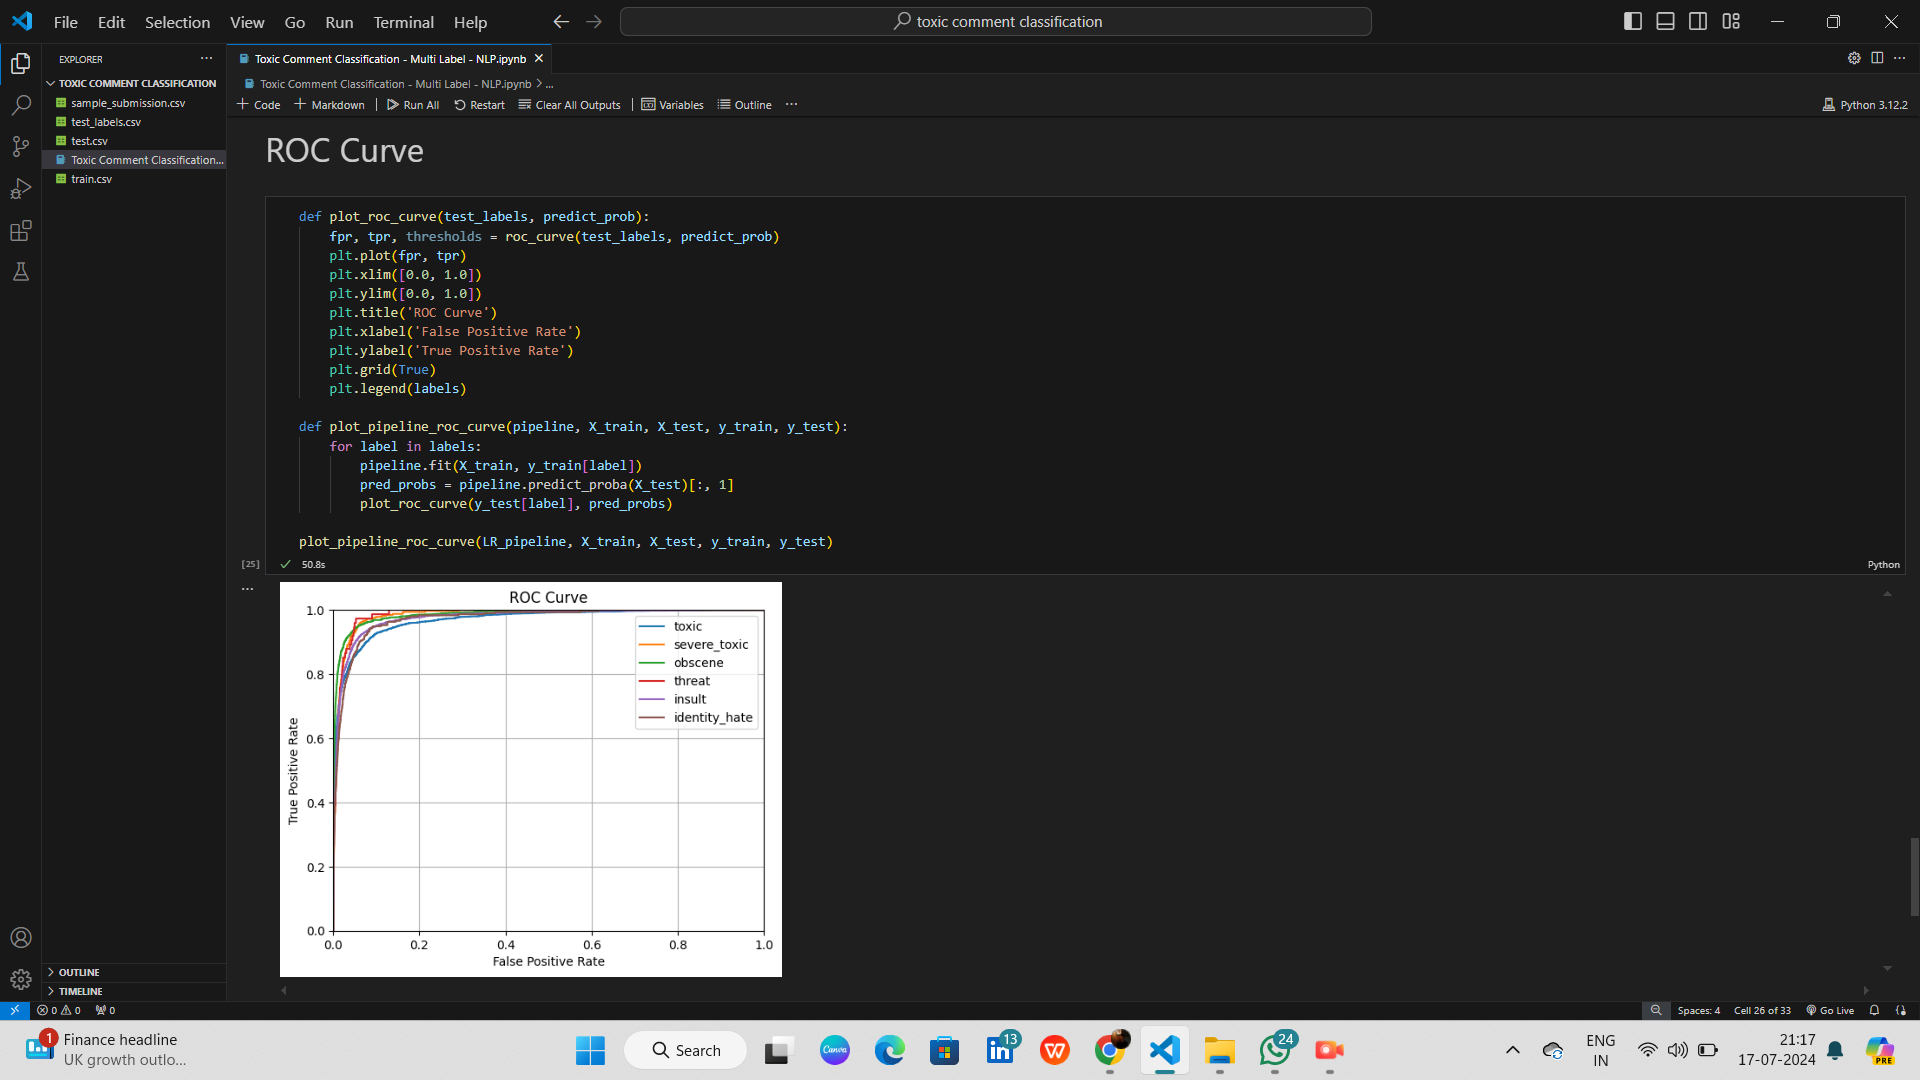 File Edit Selection View Go Run Terminal Help
toxic comment classification
EXPLORER
TOXIC COMMENT CLASSIFICATION
sample_submission.csv
test_labels.csv
test.csv
Toxic Comment Classification...
train.csv
OUTLINE
TIMELINE
Toxic Comment Classification - Multi Label - NLP.ipynb
Toxic Comment Classification - Multi Label - NLP.ipynb > ...
+ Code + Markdown Run All Restart Clear All Outputs Variables Outline ...
Python 3.12.2
ROC Curve
def plot_roc_curve(test_labels, predict_prob):
    fpr, tpr, thresholds = roc_curve(test_labels, predict_prob)
    plt.plot(fpr, tpr)
    plt.xlim([0.0, 1.0])
    plt.ylim([0.0, 1.0])
    plt.title('ROC Curve')
    plt.xlabel('False Positive Rate')
    plt.ylabel('True Positive Rate')
    plt.grid(True)
    plt.legend(labels)
def plot_pipeline_roc_curve(pipeline, X_train, X_test, y_train, y_test):
    for label in labels:
        pipeline.fit(X_train, y_train[label])
        pred_probs = pipeline.predict_proba(X_test)[:, 1]
        plot_roc_curve(y_test[label], pred_probs)
plot_pipeline_roc_curve(LR_pipeline, X_train, X_test, y_train, y_test)
[25] 50.8s Python
ROC Curve
1.0
0.8
0.6
0.4
0.2
0.0
True Positive Rate
toxic
severe_toxic
obscene
threat
insult
identity_hate
0.0 0.2 0.4 0.6 0.8 1.0
False Positive Rate
0 0 0
Spaces: 4 Cell 26 of 33 Go Live
1
Finance headline
UK growth outlo...
Search
Canva
13
W
24
ENG
IN
21:17
17-07-2024
PRE